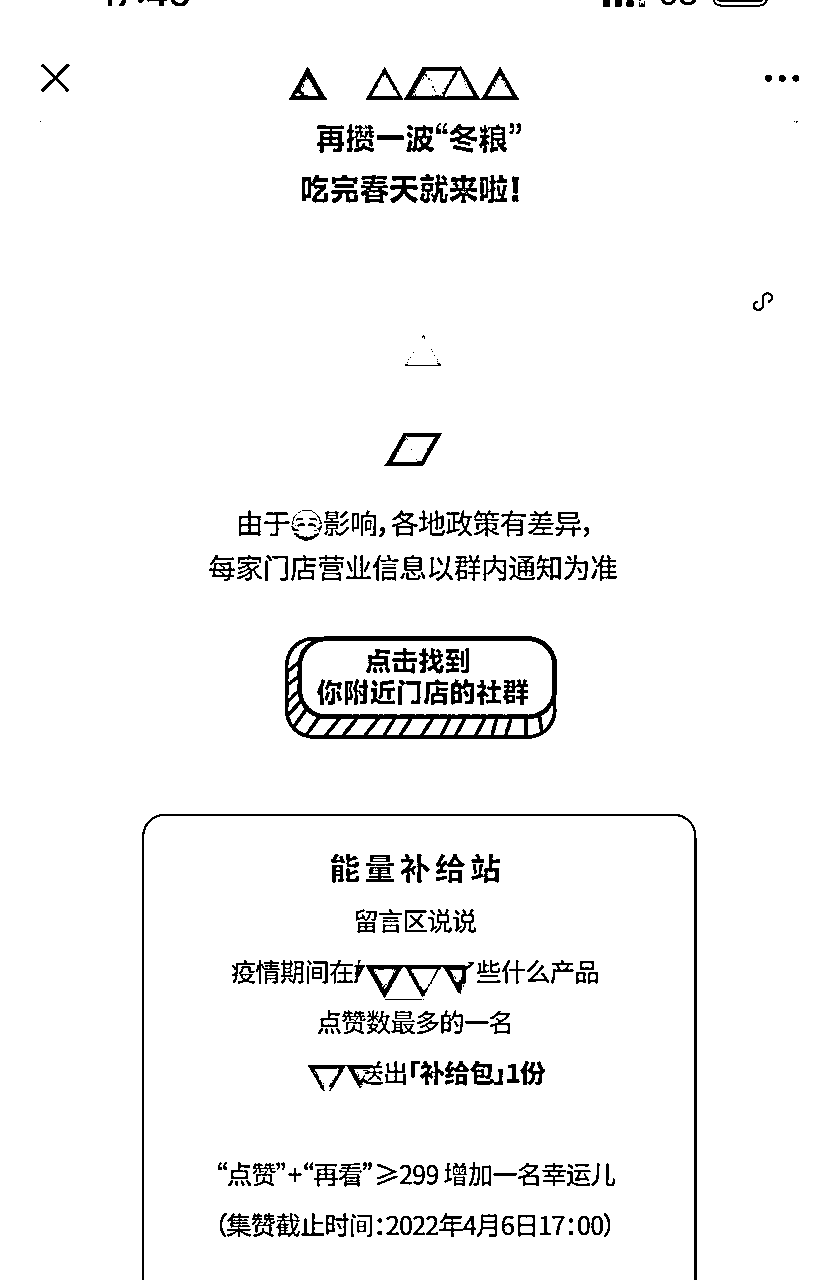 再攒一波“冬粮”
吃完春天就来啦！
由于影响，各地政策有差异，
每家门店营业信息以群内通知为准
点击找到
你附近门店的社群
能量补给站
留言区说说
疫情期间在 些什么产品
点赞数最多的一名
送出「补给包」1份
“点赞”+“再看”≥299 增加一名幸运儿
（集赞截止时间：2022年4月6日17:00）